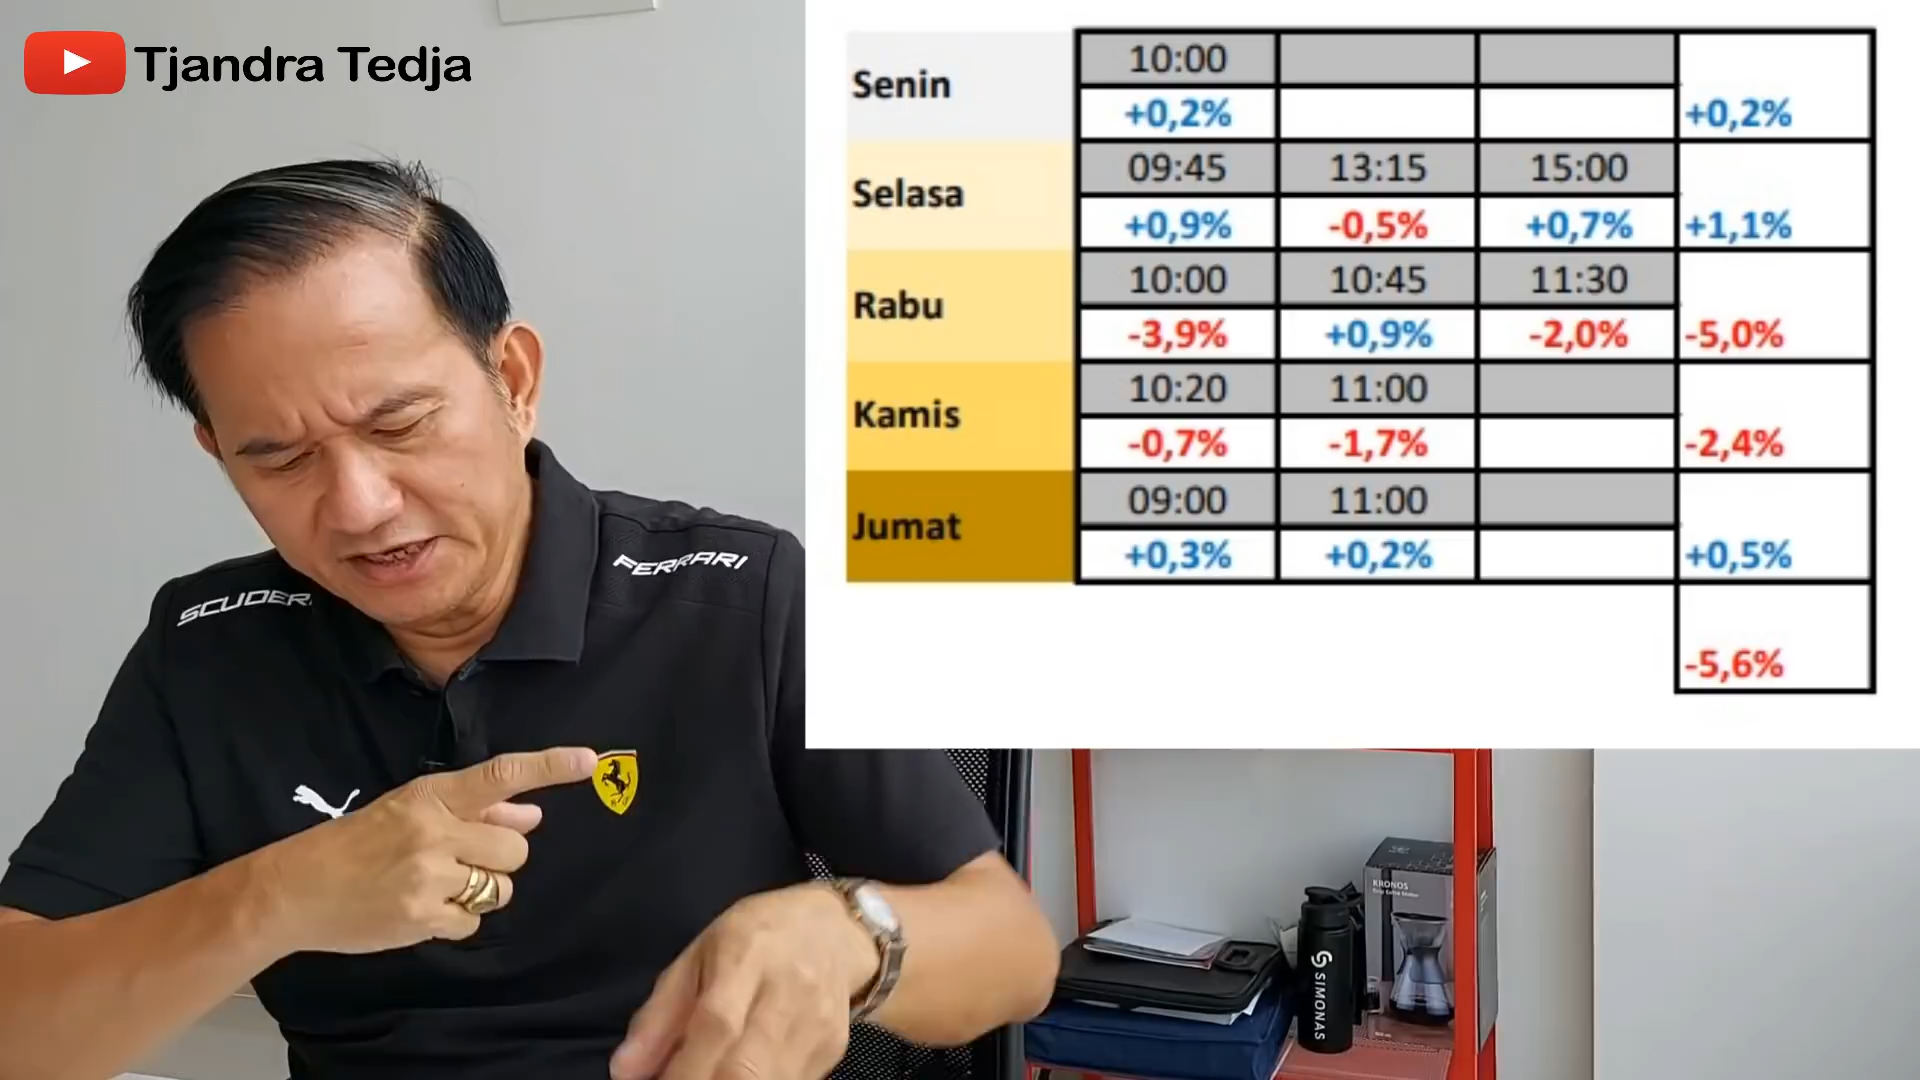 Tjandra Tedja
Senin
10:00
+0,2%
+0,2%
Selasa
09:45 13:15 15:00
+0,9% -0,5% +0,7% +1,1%
Rabu
10:00 10:45 11:30
-3,9% +0,9% -2,0% -5,0%
Kamis
10:20 11:00
-0,7% -1,7% -2,4%
Jumat
09:00 11:00
+0,3% +0,2% +0,5%
-5,6%
SCUDER
FERRARI
KRONOS
SIMONAS